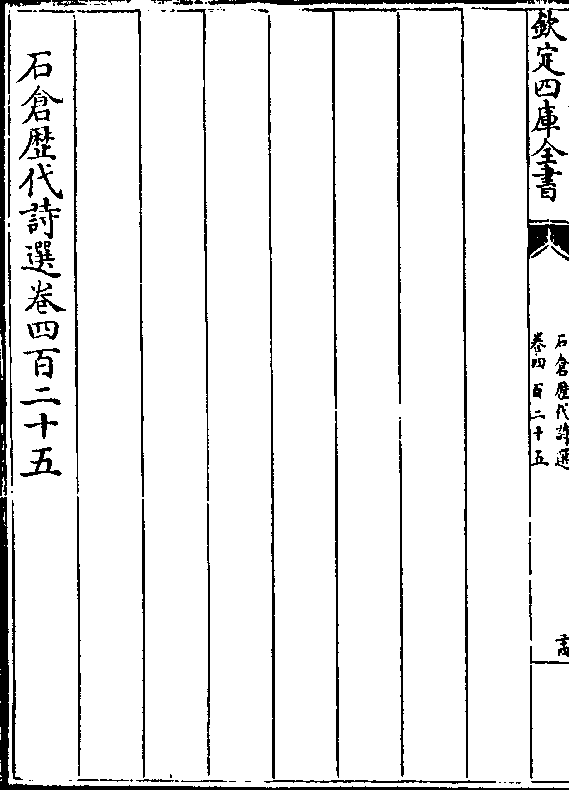 欽定四庫全書
石倉歷代詩選
卷四百二十五
石倉歷代詩選卷四百二十五